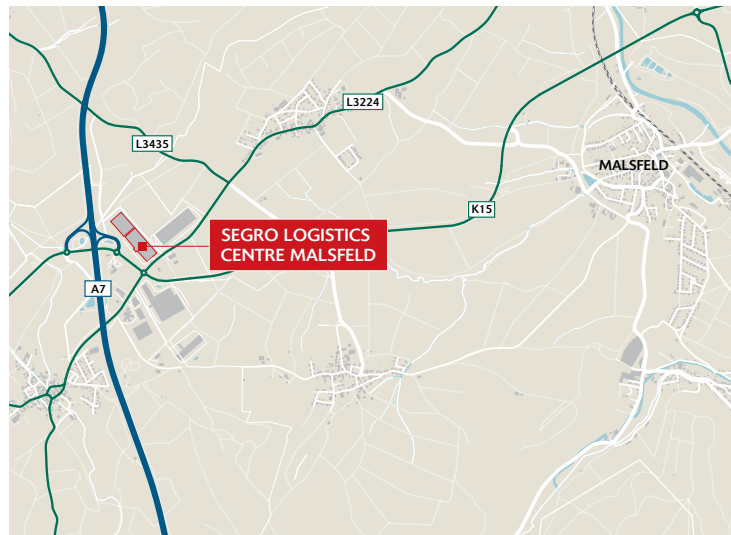 L3224
L3435
MALSFELD
K15
SEGRO LOGISTICS
CENTRE MALSFELD
A7